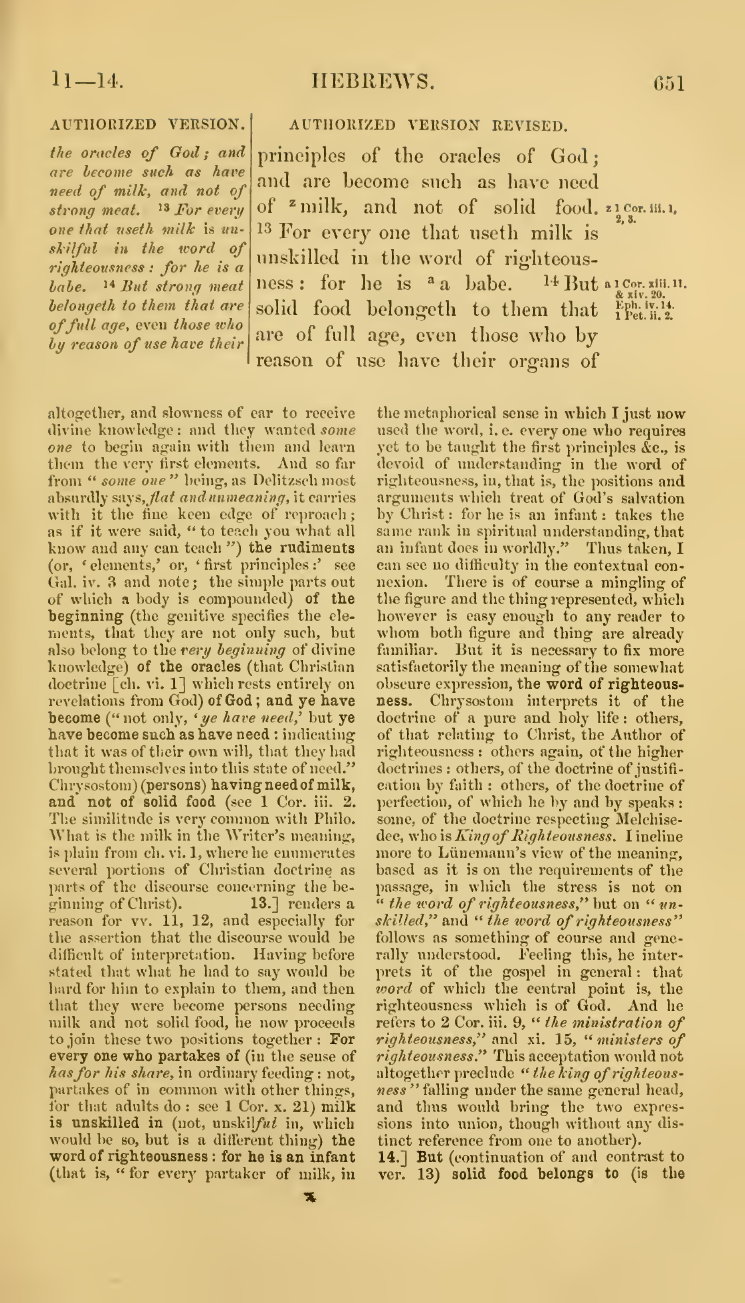 11—14.
HEBREWS.
651
AUTHORIZED VERSION.
the oracles of God; and
are become such as have
need of milk, and not of
strong meat. 13 For every
one that useth milk is un-
skilful in the word of
righteousness: for he is a
babe. 14 But strong meat
belongeth to them that are
of full age, even those who
by reason of use have their
AUTHORIZED VERSION REVISED.
principles of the oracles of God;
and are become such as have need
of z milk, and not of solid food.
13 For every one that useth milk is
unskilled in the word of righteous-
ness: for he is a a babe. 14 But
solid food belongeth to them that
are of full age, even those who by
reason of use have their organs of
z 1 Cor. iii. 1,
2, 3.
a 1 Cor. xiii. 11.
& xiv. 20.
Eph. iv. 14.
1 Pet. ii. 2.
altogether, and slowness of ear to receive
divine knowledge: and they wanted some
one to begin again with them and learn
them the very first elements. And so far
from “some one” being, as Delitzsch most
absurdly says, flat and unmeaning, it carries
with it the fine keen edge of reproach;
as if it were said, “to teach you what all
know and any can teach”) the rudiments
(or, ‘elements,’ or, ‘first principles:’ see
Gal. iv. 3 and note; the simple parts out
of which a body is compounded) of the
beginning (the genitive specifies the ele-
ments, that they are not only such, but
also belong to the very beginning of divine
knowledge) of the oracles (that Christian
doctrine [ch. vi. 1] which rests entirely on
revelations from God) of God; and ye have
become (“not only, ‘ye have need,’ but ye
have become such as have need: indicating
that it was of their own will, that they had
brought themselves into this state of need.”
Chrysostom) (persons) having need of milk,
and not of solid food (see 1 Cor. iii. 2.
The similitude is very common with Philo.
What is the milk in the Writer's meaning,
is plain from ch. vi. 1, where he enumerates
several portions of Christian doctrine as
parts of the discourse concerning the be-
ginning of Christ). 13.] renders a
reason for vv. 11, 12, and especially for
the assertion that the discourse would be
difficult of interpretation. Having before
stated that what he had to say would be
hard for him to explain to them, and then
that they were become persons needing
milk and not solid food, he now proceeds
to join these two positions together: For
every one who partakes of (in the sense of
has for his share, in ordinary feeding: not,
partakes of in common with other things,
for that adults do: see 1 Cor. x. 21) milk
is unskilled in (not, unskilful in, which
would be so, but is a different thing) the
word of righteousness: for he is an infant
(that is, “for every partaker of milk, in
the metaphorical sense in which I just now
used the word, i. e. every one who requires
yet to be taught the first principles &c., is
devoid of understanding in the word of
righteousness, in, that is, the positions and
arguments which treat of God's salvation
by Christ: for he is an infant: takes the
same rank in spiritual understanding, that
an infant does in worldly.” Thus taken, I
can see no difficulty in the contextual con-
nexion. There is of course a mingling of
the figure and the thing represented, which
however is easy enough to any reader to
whom both figure and thing are already
familiar. But it is necessary to fix more
satisfactorily the meaning of the somewhat
obscure expression, the word of righteous-
ness. Chrysostom interprets it of the
doctrine of a pure and holy life: others,
of that relating to Christ, the Author of
righteousness: others again, of the higher
doctrines: others, of the doctrine of justifi-
cation by faith: others, of the doctrine of
perfection, of which he by and by speaks:
some, of the doctrine respecting Melchise-
dec, who is King of Righteousness. I incline
more to Lünemann's view of the meaning,
based as it is on the requirements of the
passage, in which the stress is not on
“the word of righteousness,” but on “un-
skilled,” and “the word of righteousness”
follows as something of course and gene-
rally understood. Feeling this, he inter-
prets it of the gospel in general: that
word of which the central point is, the
righteousness which is of God. And he
refers to 2 Cor. iii. 9, “the ministration of
righteousness,” and xi. 15, “ministers of
righteousness.” This acceptation would not
altogether preclude “the king of righteous-
ness” falling under the same general head,
and thus would bring the two expres-
sions into union, though without any dis-
tinct reference from one to another).
14.] But (continuation of and contrast to
ver. 13) solid food belongs to (is the